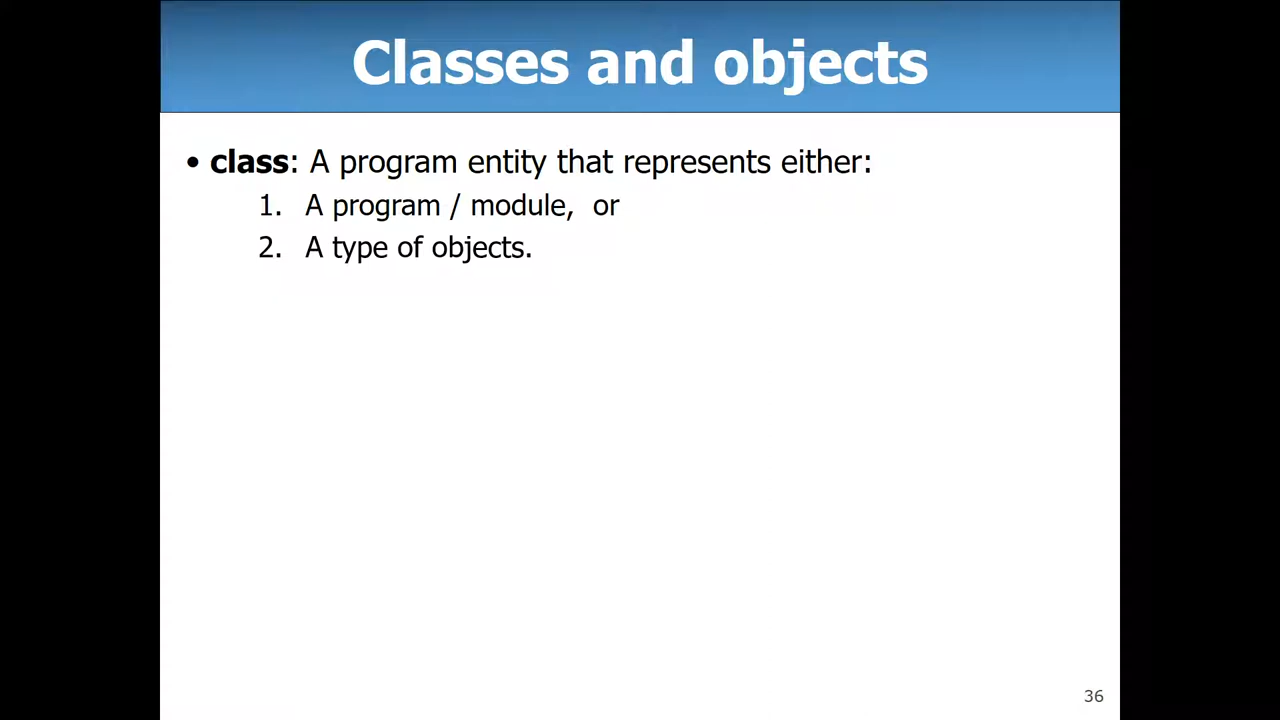 Classes and objects
• class: A program entity that represents either:
1. A program / module, or
2. A type of objects.
36